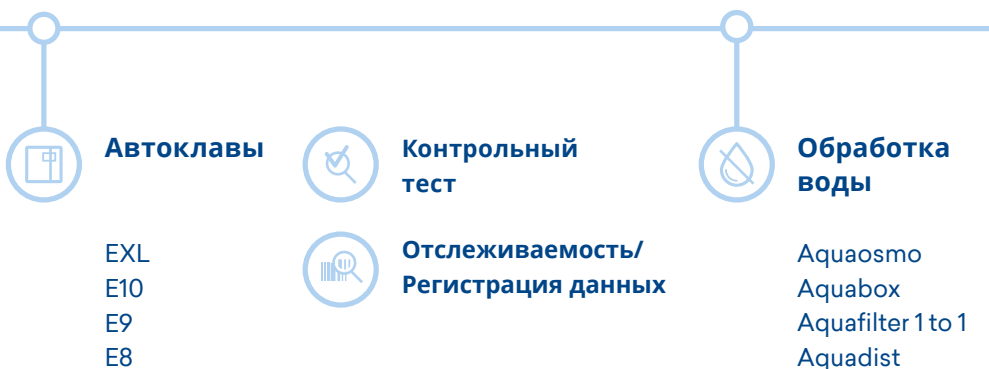 Автоклавы
EXL
E10
E9
E8
Контрольный
тест
Отслеживаемость/
Регистрация данных
Обработка
воды
Aquaosmo
Aquabox
Aquafilter 1 to 1
Aquadist